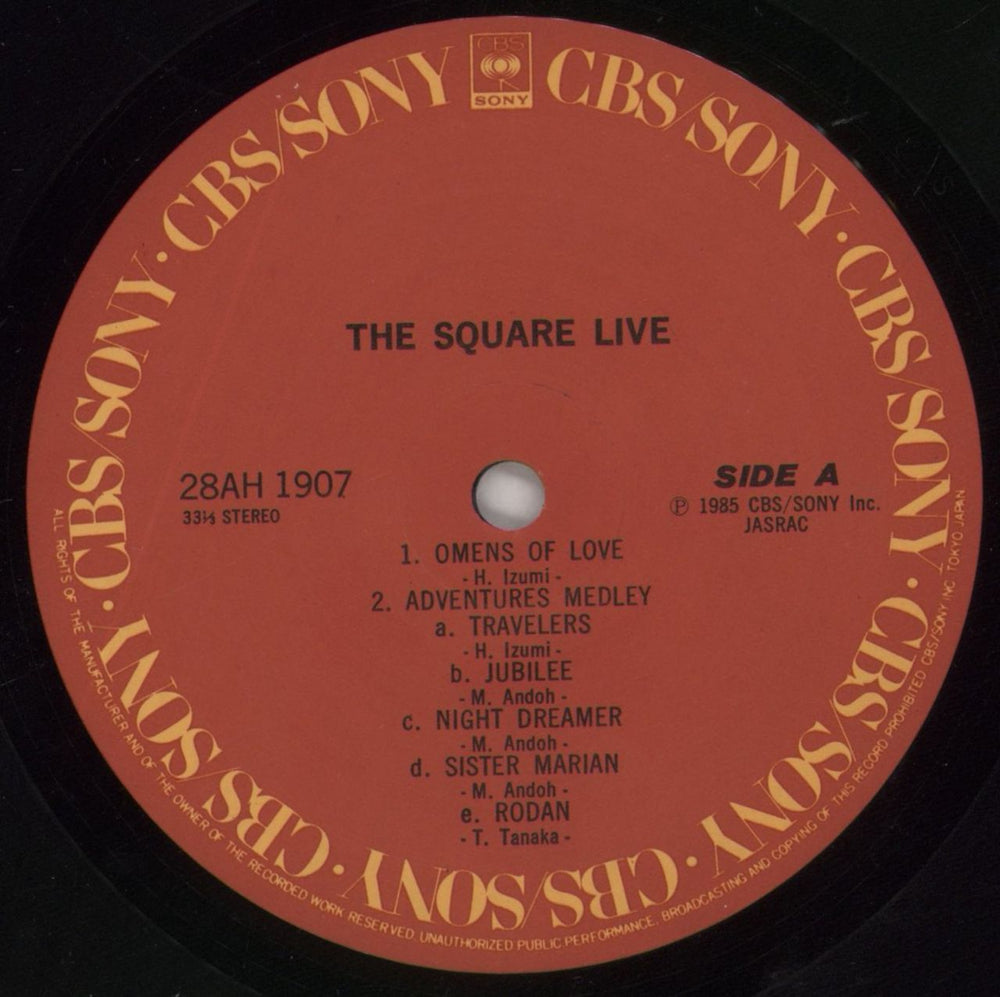 CBS
SONY
CBS/SONY · CBS/SONY · CBS/SONY · CBS/SONY · CBS/SONY · CBS/SONY · CBS/SONY · CBS/SONY
THE SQUARE LIVE
28AH 1907
33⅓ STEREO
SIDE A
Ⓟ 1985 CBS/SONY Inc.
JASRAC
1. OMENS OF LOVE
- H. Izumi -
2. ADVENTURES MEDLEY
a. TRAVELERS
- H. Izumi -
b. JUBILEE
- M. Andoh -
c. NIGHT DREAMER
- M. Andoh -
d. SISTER MARIAN
- M. Andoh -
e. RODAN
- T. Tanaka -
ALL RIGHTS OF THE MANUFACTURER AND OF THE OWNER OF THE RECORDED WORK RESERVED. UNAUTHORIZED PUBLIC PERFORMANCE, BROADCASTING AND COPYING OF THIS RECORD PROHIBITED CBS/SONY INC. TOKYO JAPAN